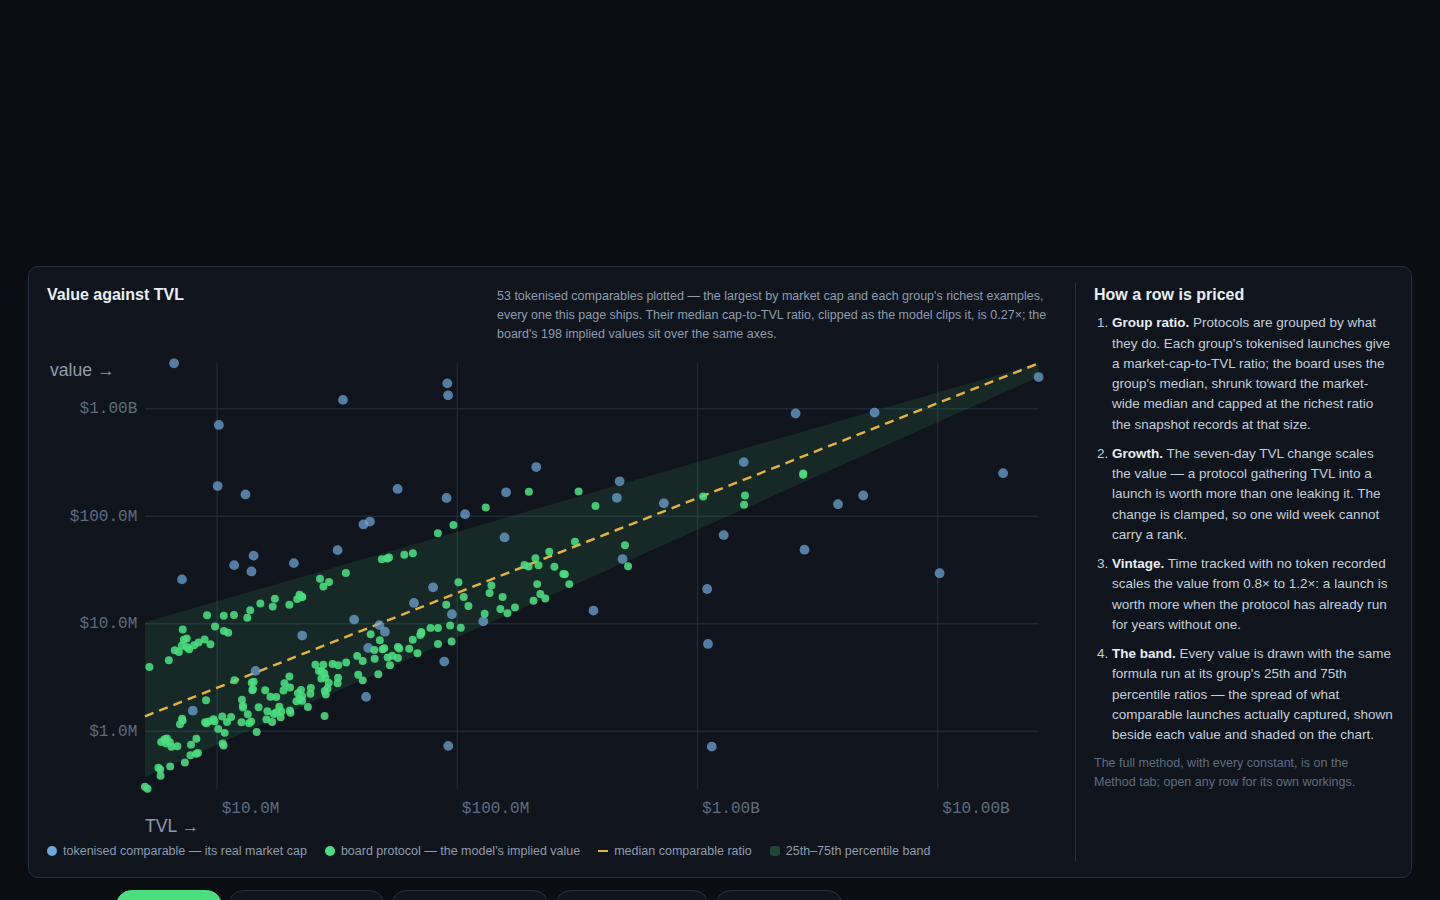 Value against TVL
53 tokenised comparables plotted — the largest by market cap and each group's richest examples,
every one this page ships. Their median cap-to-TVL ratio, clipped as the model clips it, is 0.27×; the
board's 198 implied values sit over the same axes.
value →
$1.00B
$100.0M
$10.0M
$1.0M
$10.0M
$100.0M
$1.00B
$10.00B
TVL →
tokenised comparable — its real market cap
board protocol — the model's implied value
median comparable ratio
25th–75th percentile band
How a row is priced
1. Group ratio. Protocols are grouped by what
they do. Each group's tokenised launches give
a market-cap-to-TVL ratio; the board uses the
group's median, shrunk toward the market-
wide median and capped at the richest ratio
the snapshot records at that size.
2. Growth. The seven-day TVL change scales
the value — a protocol gathering TVL into a
launch is worth more than one leaking it. The
change is clamped, so one wild week cannot
carry a rank.
3. Vintage. Time tracked with no token recorded
scales the value from 0.8× to 1.2×: a launch is
worth more when the protocol has already run
for years without one.
4. The band. Every value is drawn with the same
formula run at its group's 25th and 75th
percentile ratios — the spread of what
comparable launches actually captured, shown
beside each value and shaded on the chart.
The full method, with every constant, is on the
Method tab; open any row for its own workings.